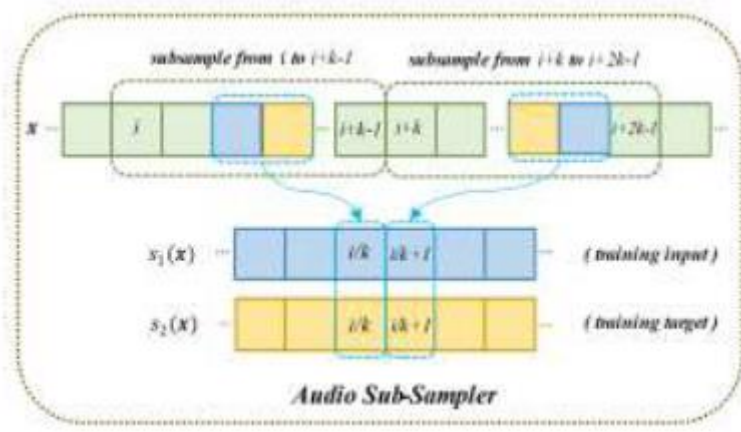 subsample from i to i+k-1 subsample from i+k to i+2k-1
x ... i ... i+k-1 i+k ... i+2k-1 ...
s₁(x) ... i/k i/k+1 ... (training input)
s₂(x) ... i/k i/k+1 ... (training target)
Audio Sub-Sampler